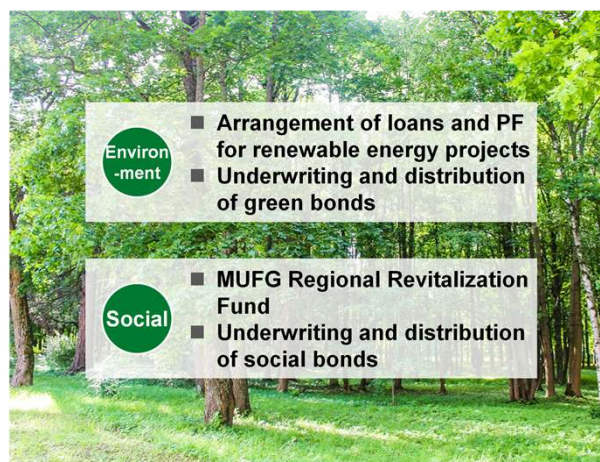 Environ
-ment
■ Arrangement of loans and PF
for renewable energy projects
■ Underwriting and distribution
of green bonds
Social
■ MUFG Regional Revitalization
Fund
■ Underwriting and distribution
of social bonds